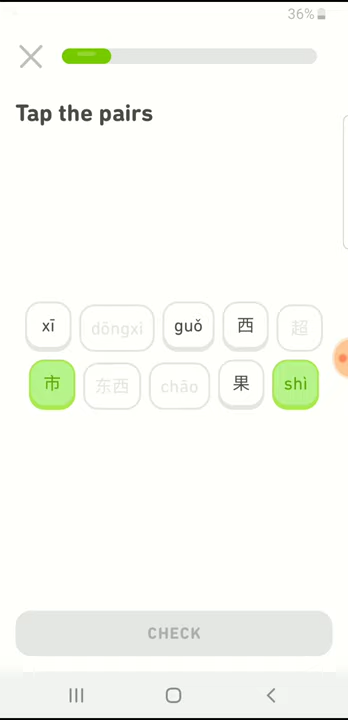 36%
Tap the pairs
xī dōngxi guǒ 西 超
市 东西 chāo 果 shì
CHECK